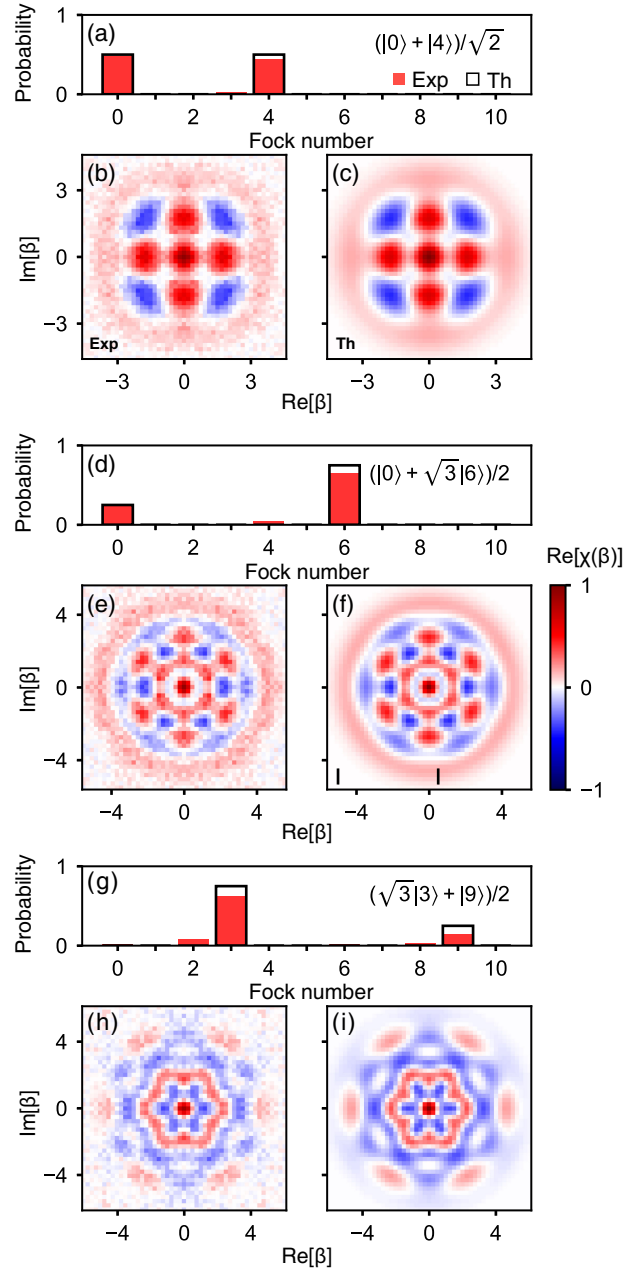 (a)
(|0⟩ + |4⟩)/√2
Exp Th
Probability
1
0
0 2 4 6 8 10
Fock number
(b) (c)
Im[β]
3
0
−3
Exp Th
−3 0 3 −3 0 3
Re[β]
(d)
(|0⟩ + √3|6⟩)/2
Probability
1
0
0 2 4 6 8 10
Fock number
Re[χ(β)]
(e) (f)
Im[β]
4
0
−4
−4 0 4 −4 0 4
Re[β]
1
0
−1
(g)
(√3|3⟩ + |9⟩)/2
Probability
1
0
0 2 4 6 8 10
Fock number
(h) (i)
Im[β]
4
0
−4
−4 0 4 −4 0 4
Re[β]